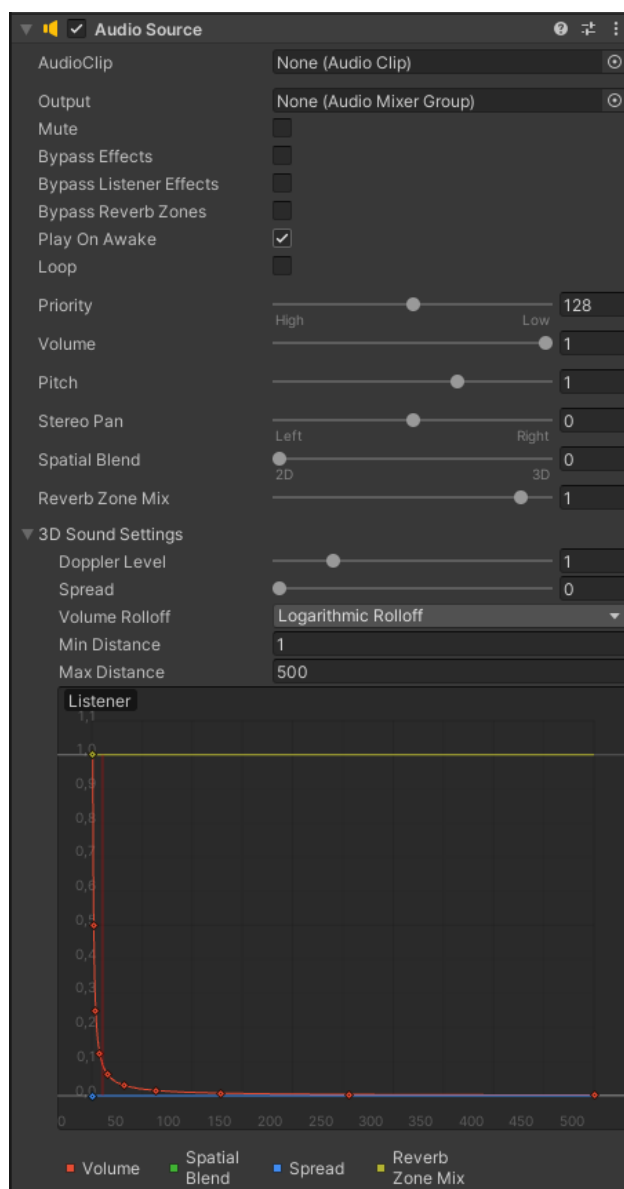 Audio Source
AudioClip None (Audio Clip)
Output None (Audio Mixer Group)
Mute
Bypass Effects
Bypass Listener Effects
Bypass Reverb Zones
Play On Awake
Loop
Priority 128
High Low
Volume 1
Pitch 1
Stereo Pan 0
Left Right
Spatial Blend 0
2D 3D
Reverb Zone Mix 1
3D Sound Settings
Doppler Level 1
Spread 0
Volume Rolloff Logarithmic Rolloff
Min Distance 1
Max Distance 500
Listener
1,1
1,0
0,9
0,8
0,7
0,6
0,5
0,4
0,3
0,2
0,1
0,0
0 50 100 150 200 250 300 350 400 450 500
Volume Spatial Blend Spread Reverb Zone Mix